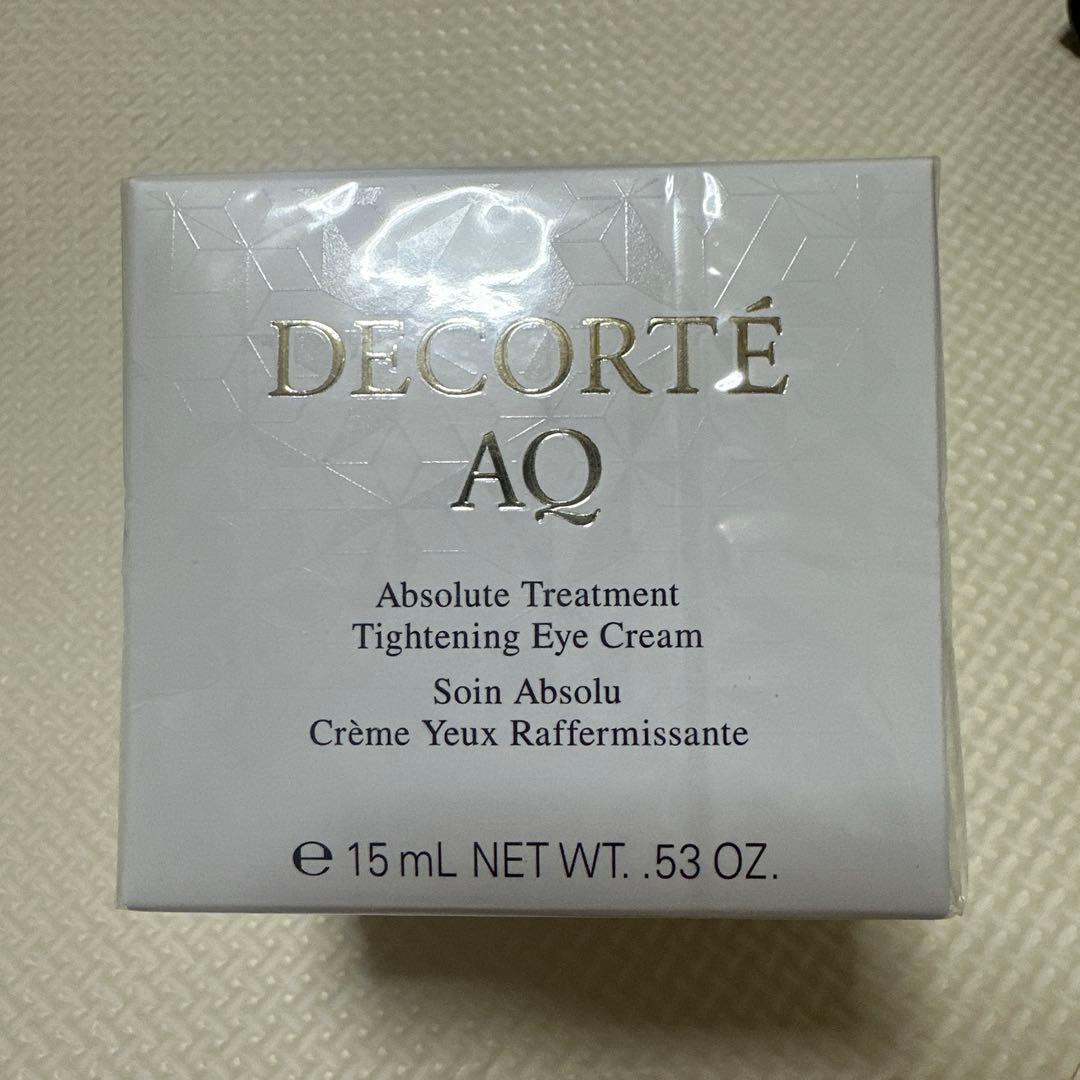 DECORTÉ
AQ
Absolute Treatment
Tightening Eye Cream
Soin Absolu
Crème Yeux Raffermissante
℮ 15 mL NET WT. .53 OZ.